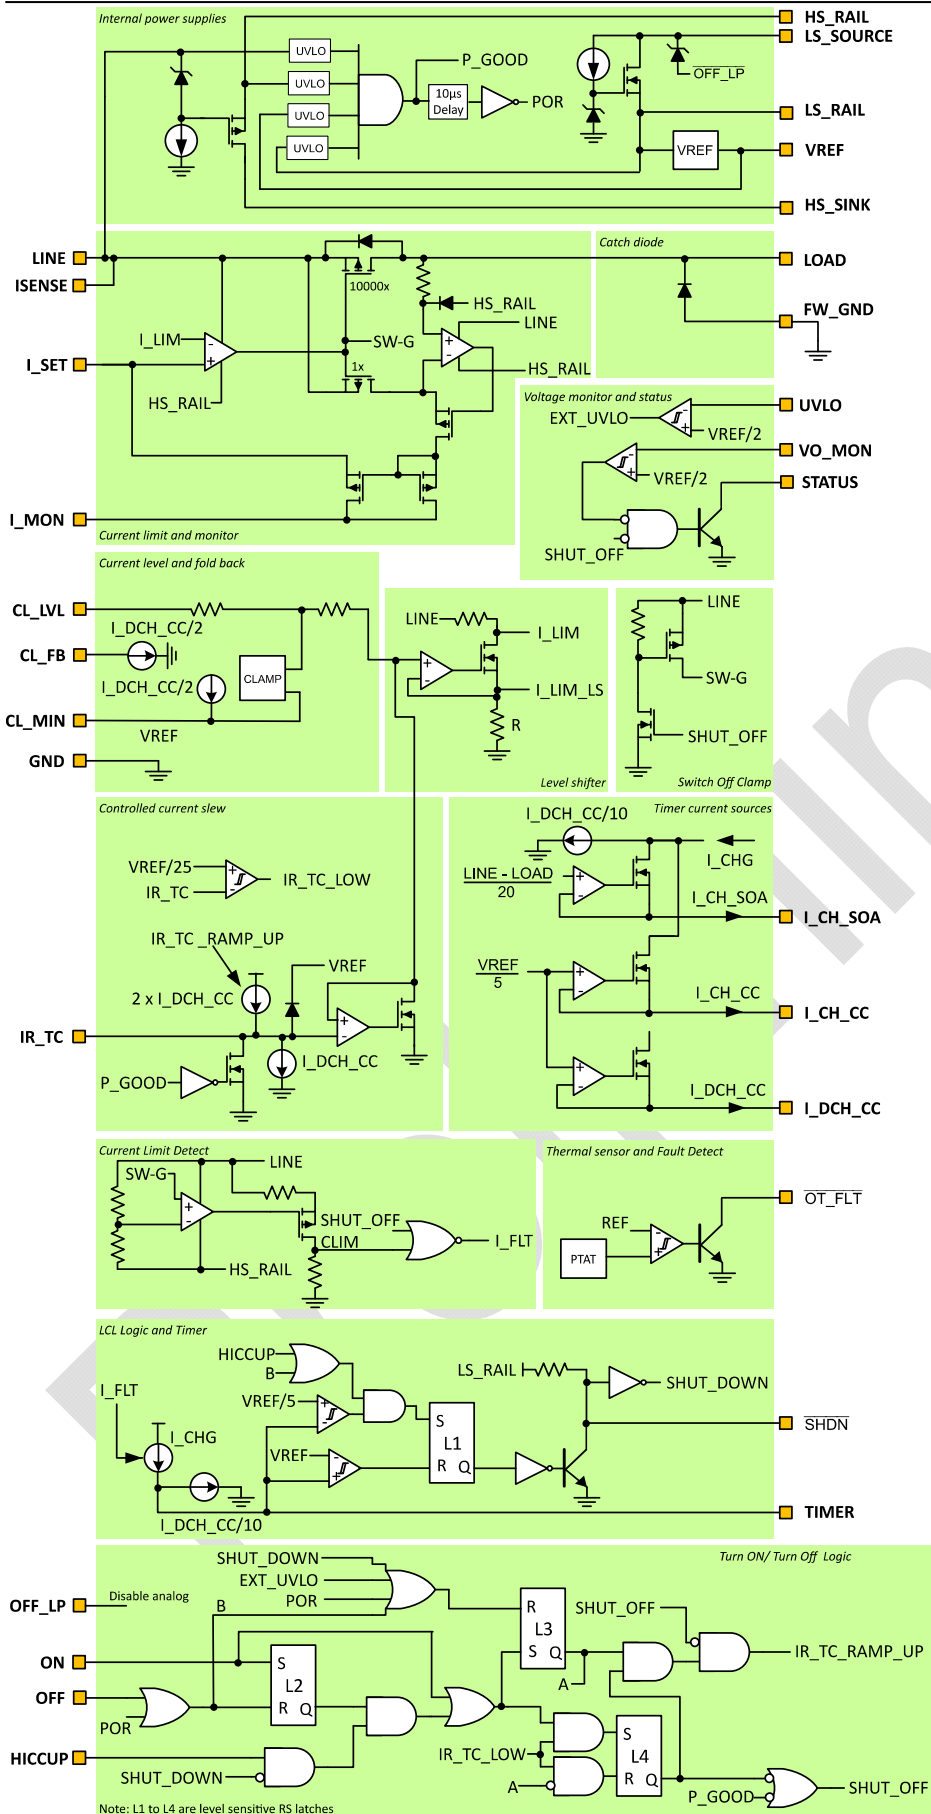 Internal power supplies
HS_RAIL
LS_SOURCE
UVLO
P_GOOD
OFF_LP
UVLO
10µs
Delay
POR
UVLO
LS_RAIL
UVLO
VREF
VREF
HS_SINK
Catch diode
LINE
LOAD
ISENSE
10000x
HS_RAIL
FW_GND
LINE
I_LIM
SW-G
I_SET
1x
HS_RAIL
HS_RAIL
Voltage monitor and status
UVLO
EXT_UVLO
VREF/2
VO_MON
VREF/2
STATUS
I_MON
Current limit and monitor
SHUT_OFF
Current level and fold back
CL_LVL
I_DCH_CC/2
LINE
I_LIM
LINE
CL_FB
I_DCH_CC/2
CLAMP
SW-G
I_LIM_LS
CL_MIN
VREF
R
SHUT_OFF
GND
Level shifter
Switch Off Clamp
Controlled current slew
Timer current sources
I_DCH_CC/10
I_CHG
VREF/25
IR_TC
IR_TC_LOW
LINE - LOAD
20
I_CH_SOA
I_CH_SOA
IR_TC _RAMP_UP
VREF
VREF
5
2 x I_DCH_CC
I_CH_CC
I_CH_CC
IR_TC
I_DCH_CC
P_GOOD
I_DCH_CC
I_DCH_CC
Current Limit Detect
Thermal sensor and Fault Detect
LINE
SW-G
OT_FLT
SHUT_OFF
REF
CLIM
I_FLT
PTAT
HS_RAIL
LCL Logic and Timer
HICCUP
B
LS_RAIL
SHUT_DOWN
I_FLT
VREF/5
S
L1
R Q
SHDN
I_CHG
VREF
I_DCH_CC/10
TIMER
SHUT_DOWN
Turn ON/ Turn Off Logic
EXT_UVLO
Disable analog
POR
OFF_LP
B
R
L3
S Q
SHUT_OFF
IR_TC_RAMP_UP
ON
S
L2
R Q
A
OFF
POR
IR_TC_LOW
S
L4
R Q
HICCUP
SHUT_DOWN
A
P_GOOD
SHUT_OFF
Note: L1 to L4 are level sensitive RS latches